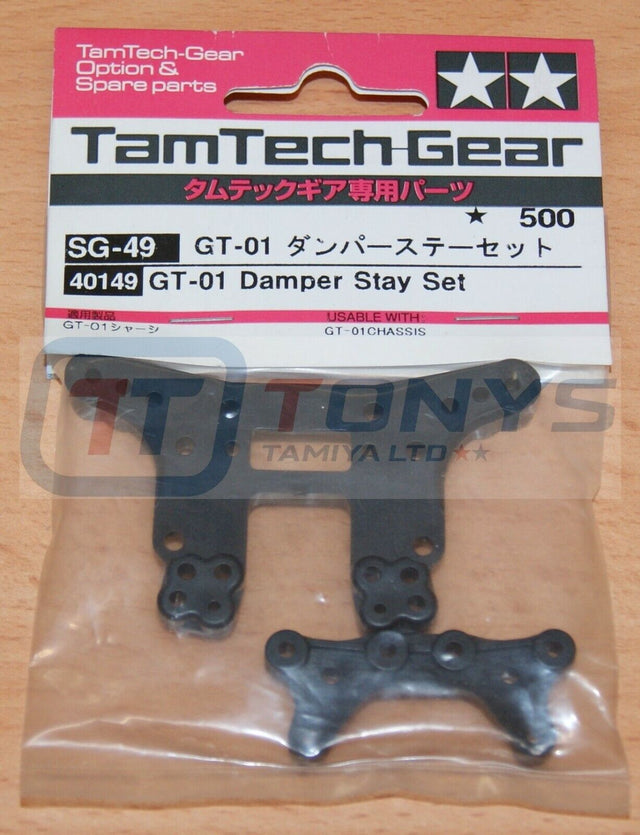 TamTech-Gear
Option &
Spare parts
TamTech-Gear
タムテックギア専用パーツ
★ 500
SG-49 GT-01 ダンパーステーセット
40149 GT-01 Damper Stay Set
適用製品 USABLE WITH
GT-01シャーシ GT-01CHASSIS
TT TONYS
TAMIYA LTD ★★